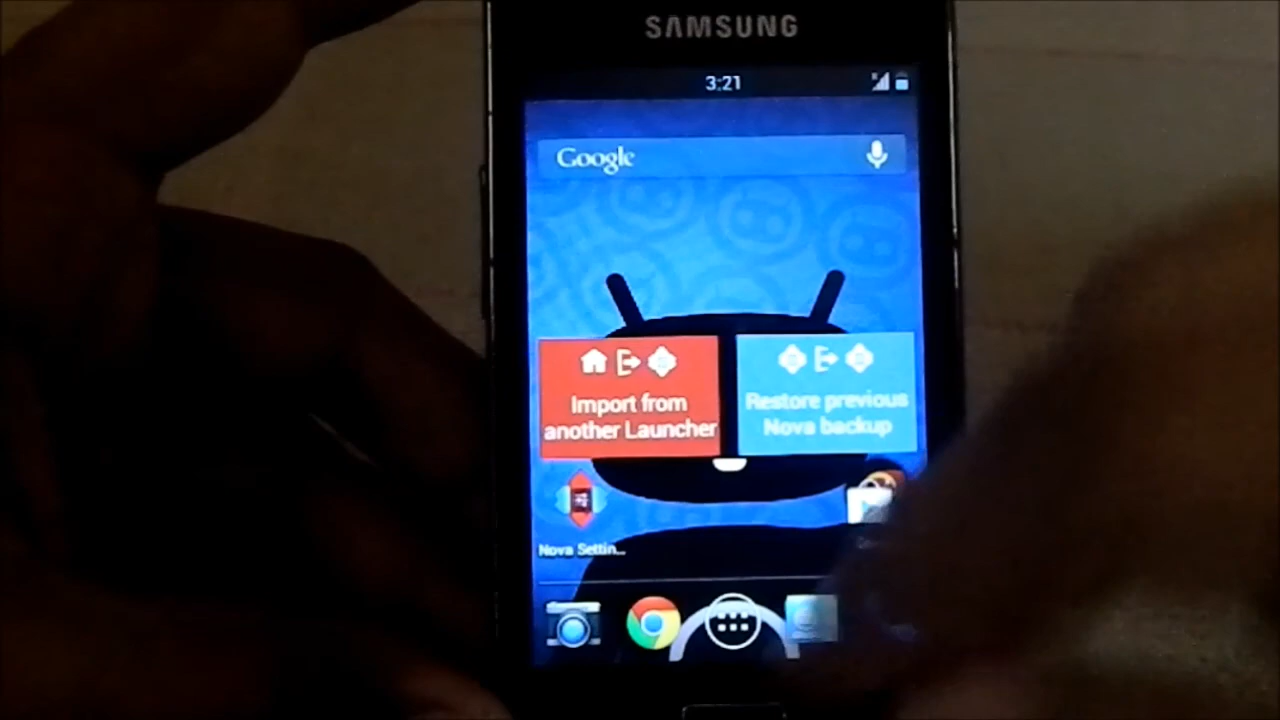 SAMSUNG
3:21
Google
Import from
another Launcher
Restore previous
Nova backup
Nova Settin...